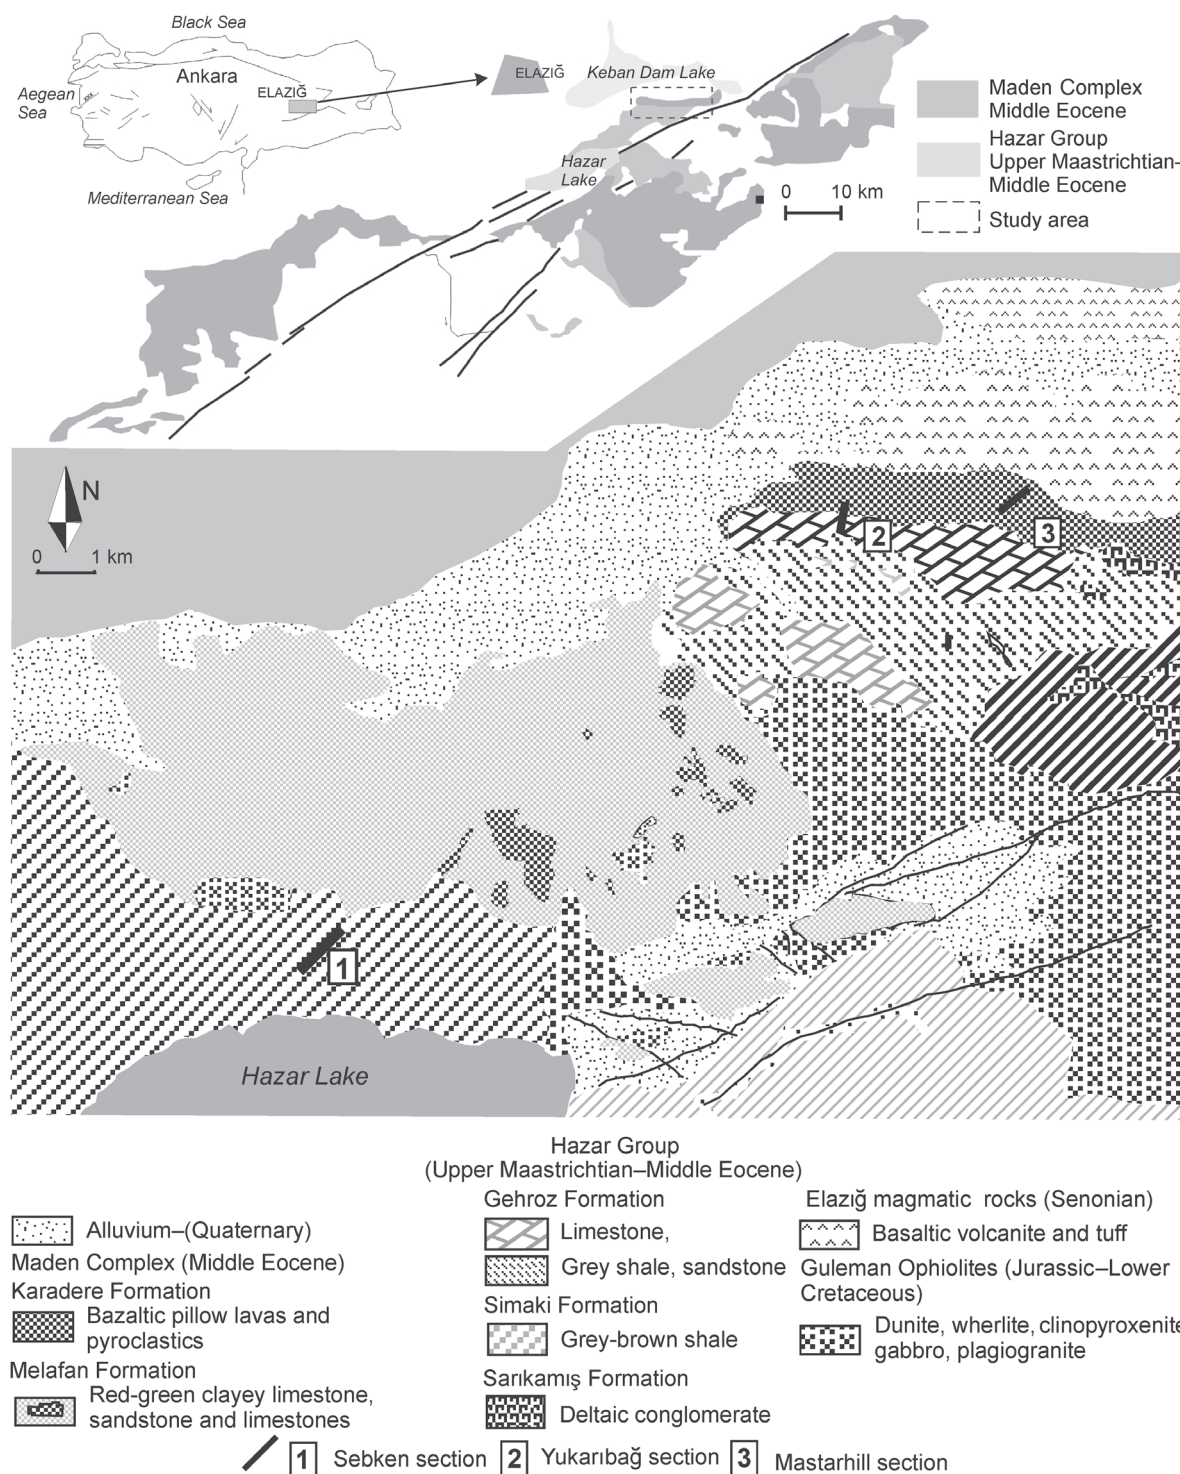 Black Sea
Ankara
Aegean
Sea
ELAZIĞ
Mediterranean Sea
ELAZIĞ
Keban Dam Lake
Hazar
Lake
0 10 km
Maden Complex
Middle Eocene
Hazar Group
Upper Maastrichtian–
Middle Eocene
Study area
N
0 1 km
2
3
1
Hazar Lake
Hazar Group
(Upper Maastrichtian–Middle Eocene)
Alluvium–(Quaternary)
Maden Complex (Middle Eocene)
Karadere Formation
Bazaltic pillow lavas and
pyroclastics
Melafan Formation
Red-green clayey limestone,
sandstone and limestones
Gehroz Formation
Limestone,
Grey shale, sandstone
Simaki Formation
Grey-brown shale
Sarıkamış Formation
Deltaic conglomerate
Elazığ magmatic rocks (Senonian)
Basaltic volcanite and tuff
Guleman Ophiolites (Jurassic–Lower
Cretaceous)
Dunite, wherlite, clinopyroxenite
gabbro, plagiogranite
1 Sebken section 2 Yukarıbağ section 3 Mastarhill section